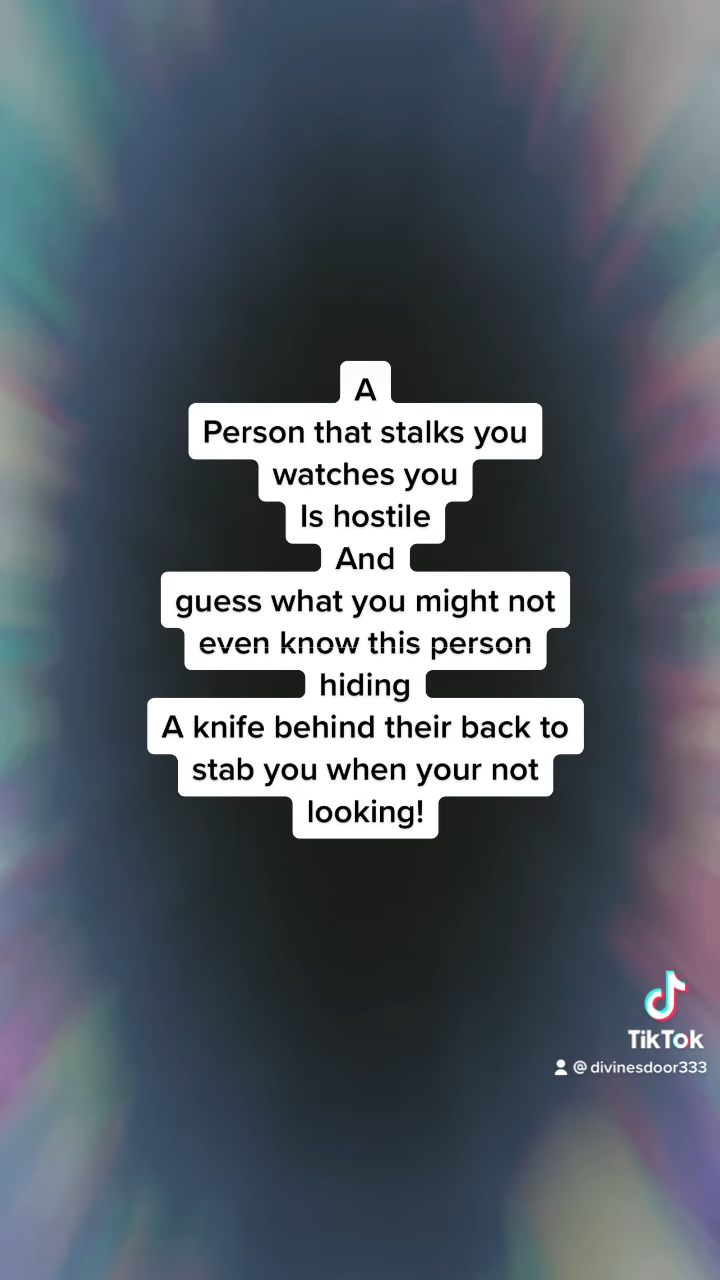 A
Person that stalks you
watches you
Is hostile
And
guess what you might not
even know this person
hiding
A knife behind their back to
stab you when your not
looking!
TikTok
@divinesdoor333